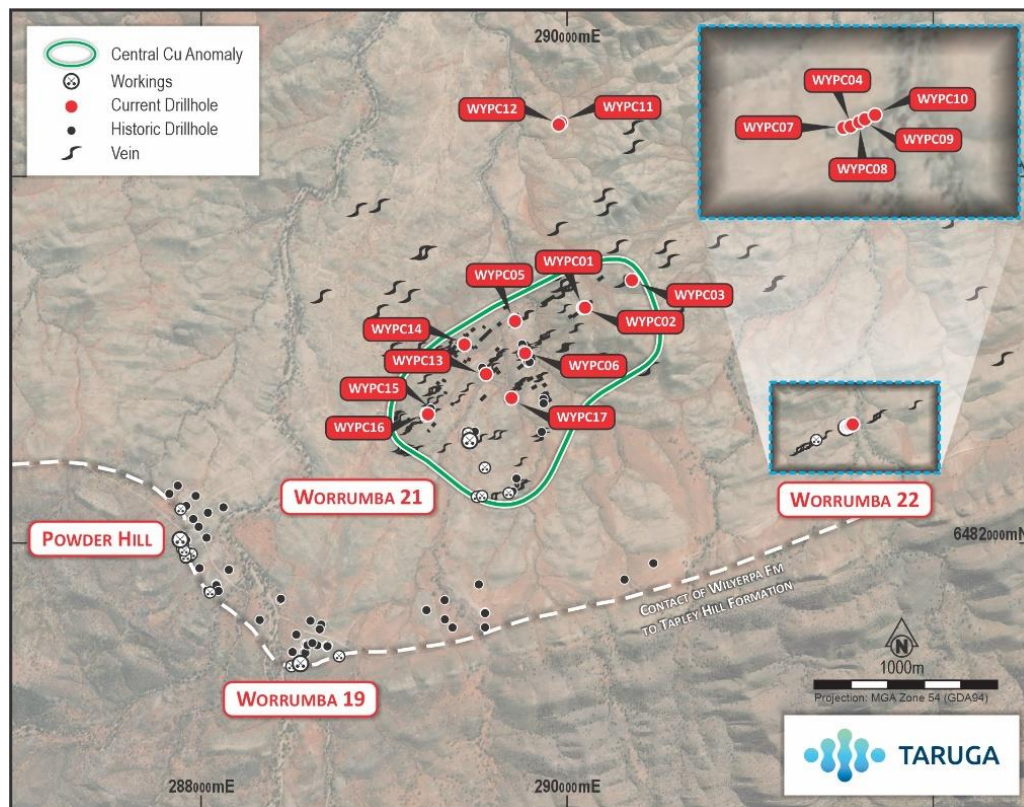 290000mE
Central Cu Anomaly
Workings
Current Drillhole
Historic Drillhole
Vein
WYPC12
WYPC11
WYPC04
WYPC10
WYPC07
WYPC09
WYPC08
WYPC01
WYPC05
WYPC03
WYPC02
WYPC14
WYPC13
WYPC06
WYPC15
WYPC17
WYPC16
WORRUMBA 21
WORRUMBA 22
POWDER HILL
6482000mN
CONTACT OF WILYERPA FM
TO TAPLEY HILL FORMATION
N
1000m
Projection: MGA Zone 54 (GDA94)
WORRUMBA 19
TARUGA
288000mE
290000mE